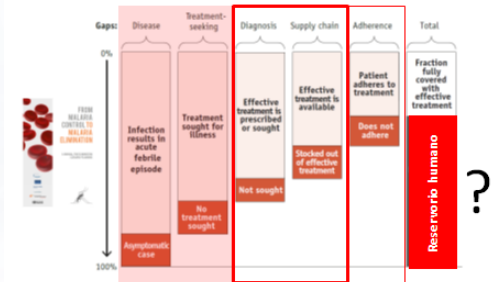 Gaps:
Disease
Treatment-
seeking
Diagnosis
Supply chain
Adherence
Total
0%
100%
Infection
results in
acute
febrile
episode
Asymptomatic
case
Treatment
sought for
illness
No
treatment
sought
Effective
treatment is
prescribed
or sought
Not sought
Effective
treatment is
available
Stocked out
of effective
treatment
Patient
adheres to
treatment
Does not
adhere
Fraction
fully
covered
with
effective
treatment
Reservorio humano
?
FROM
MALARIA
CONTROL TO
MALARIA
ELIMINATION